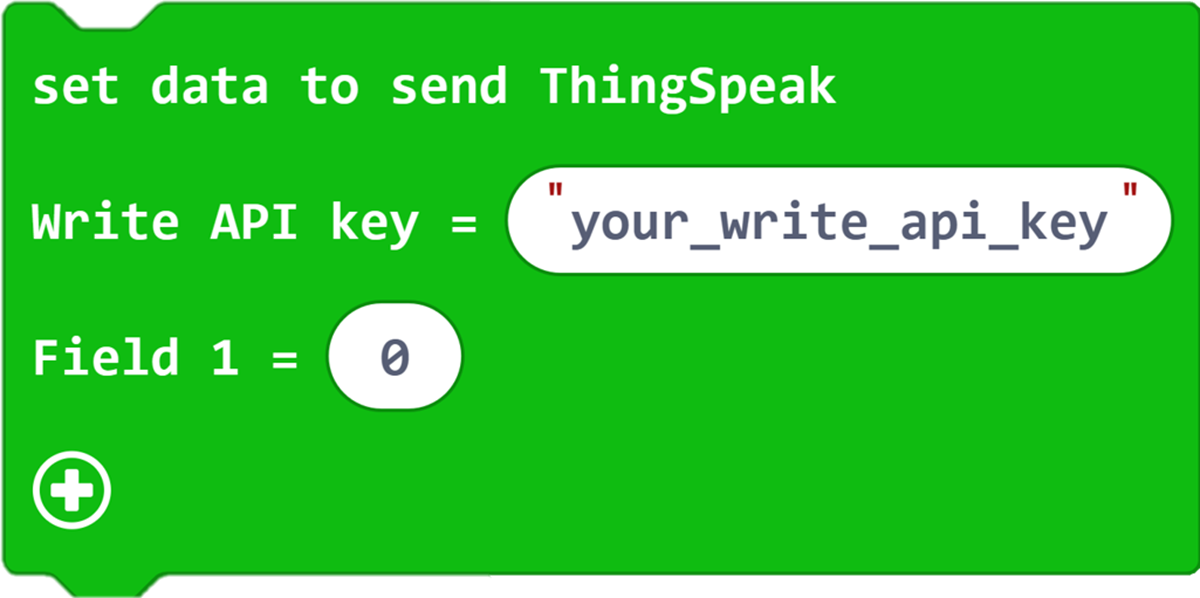 set data to send ThingSpeak
Write API key = "your_write_api_key"
Field 1 = 0